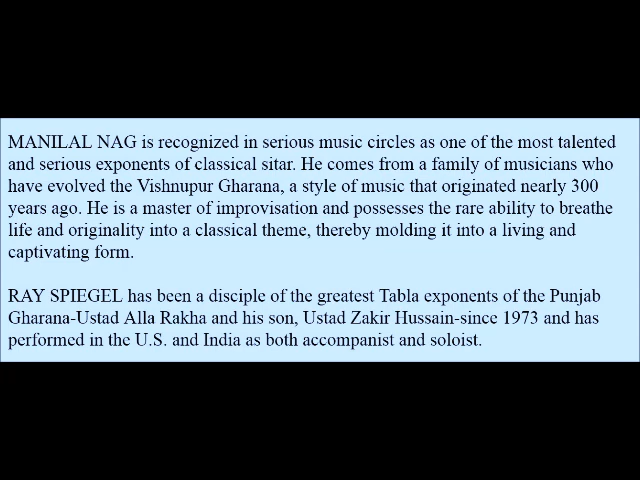 MANILAL NAG is recognized in serious music circles as one of the most talented
and serious exponents of classical sitar. He comes from a family of musicians who
have evolved the Vishnupur Gharana, a style of music that originated nearly 300
years ago. He is a master of improvisation and possesses the rare ability to breathe
life and originality into a classical theme, thereby molding it into a living and
captivating form.
RAY SPIEGEL has been a disciple of the greatest Tabla exponents of the Punjab
Gharana-Ustad Alla Rakha and his son, Ustad Zakir Hussain-since 1973 and has
performed in the U.S. and India as both accompanist and soloist.